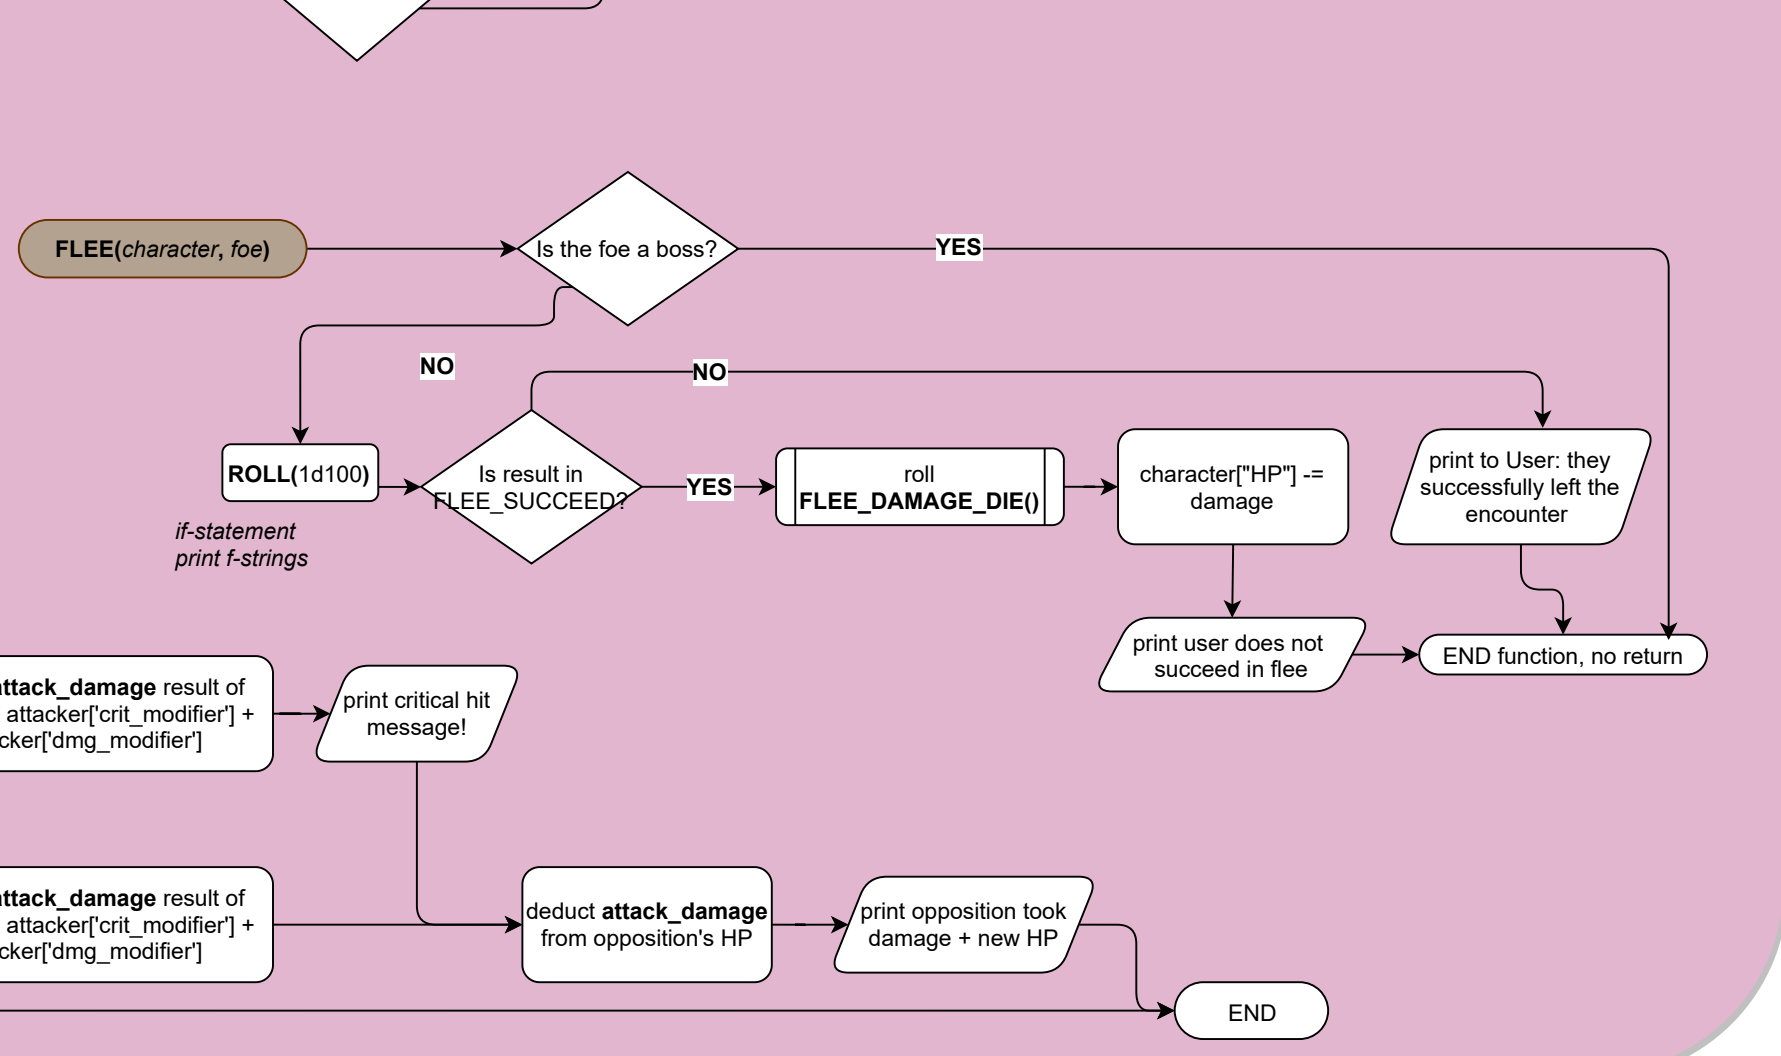 FLEE(character, foe)
Is the foe a boss?
YES
NO
NO
ROLL(1d100)
if-statement
print f-strings
Is result in
FLEE_SUCCEED?
YES
roll
FLEE_DAMAGE_DIE()
character["HP"] -=
damage
print to User: they
successfully left the
encounter
print user does not
succeed in flee
END function, no return
attack_damage result of
attacker['crit_modifier'] +
cker['dmg_modifier']
print critical hit
message!
attack_damage result of
attacker['crit_modifier'] +
cker['dmg_modifier']
deduct attack_damage
from opposition's HP
print opposition took
damage + new HP
END